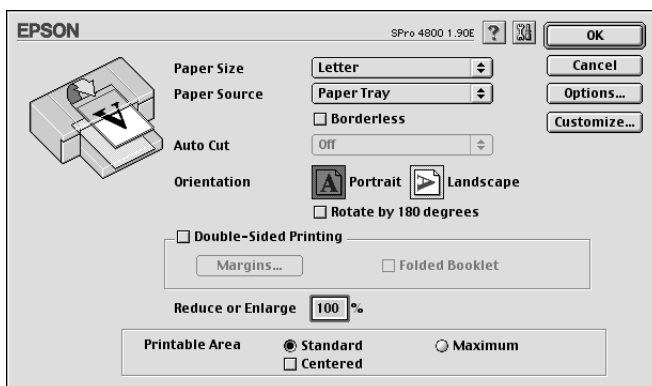 EPSON SPro 4800 1.90E ? OK
Paper Size Letter Cancel
Paper Source Paper Tray Options...
Borderless Customize...
Auto Cut Off
Orientation A Portrait A Landscape
Rotate by 180 degrees
Double-Sided Printing
Margins... Folded Booklet
Reduce or Enlarge 100 %
Printable Area Standard Maximum
Centered
A